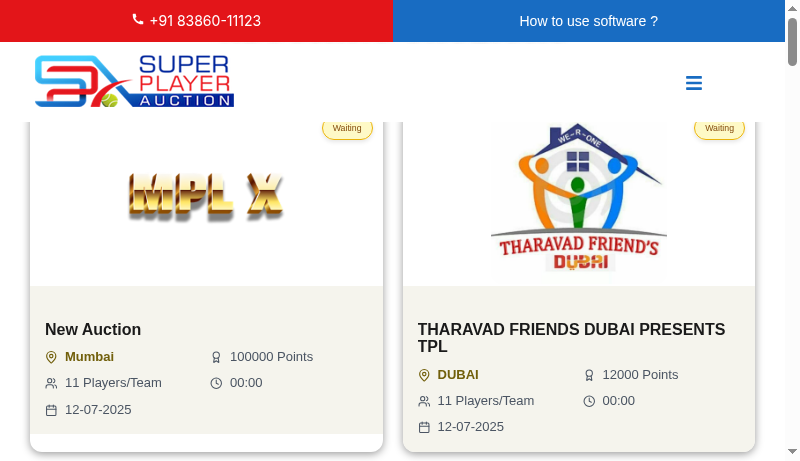 +91 83860-11123
How to use software ?
SUPER
PLAYER
AUCTION
Waiting
MPL X
New Auction
Mumbai
100000 Points
11 Players/Team
00:00
12-07-2025
Waiting
WE-R-ONE
THARAVAD FRIEND'S
DUBAI
THARAVAD FRIENDS DUBAI PRESENTS
TPL
DUBAI
12000 Points
11 Players/Team
00:00
12-07-2025